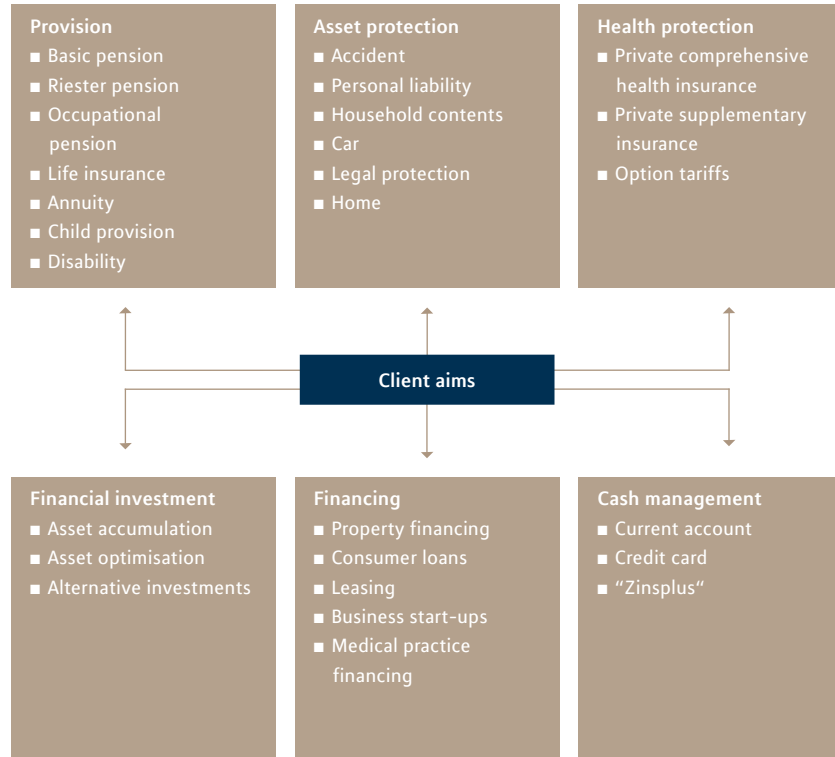 Provision
■ Basic pension
■ Riester pension
■ Occupational
pension
■ Life insurance
■ Annuity
■ Child provision
■ Disability
Asset protection
■ Accident
■ Personal liability
■ Household contents
■ Car
■ Legal protection
■ Home
Health protection
■ Private comprehensive
health insurance
■ Private supplementary
insurance
■ Option tariffs
Client aims
Financial investment
■ Asset accumulation
■ Asset optimisation
■ Alternative investments
Financing
■ Property financing
■ Consumer loans
■ Leasing
■ Business start-ups
■ Medical practice
financing
Cash management
■ Current account
■ Credit card
■ “Zinsplus“